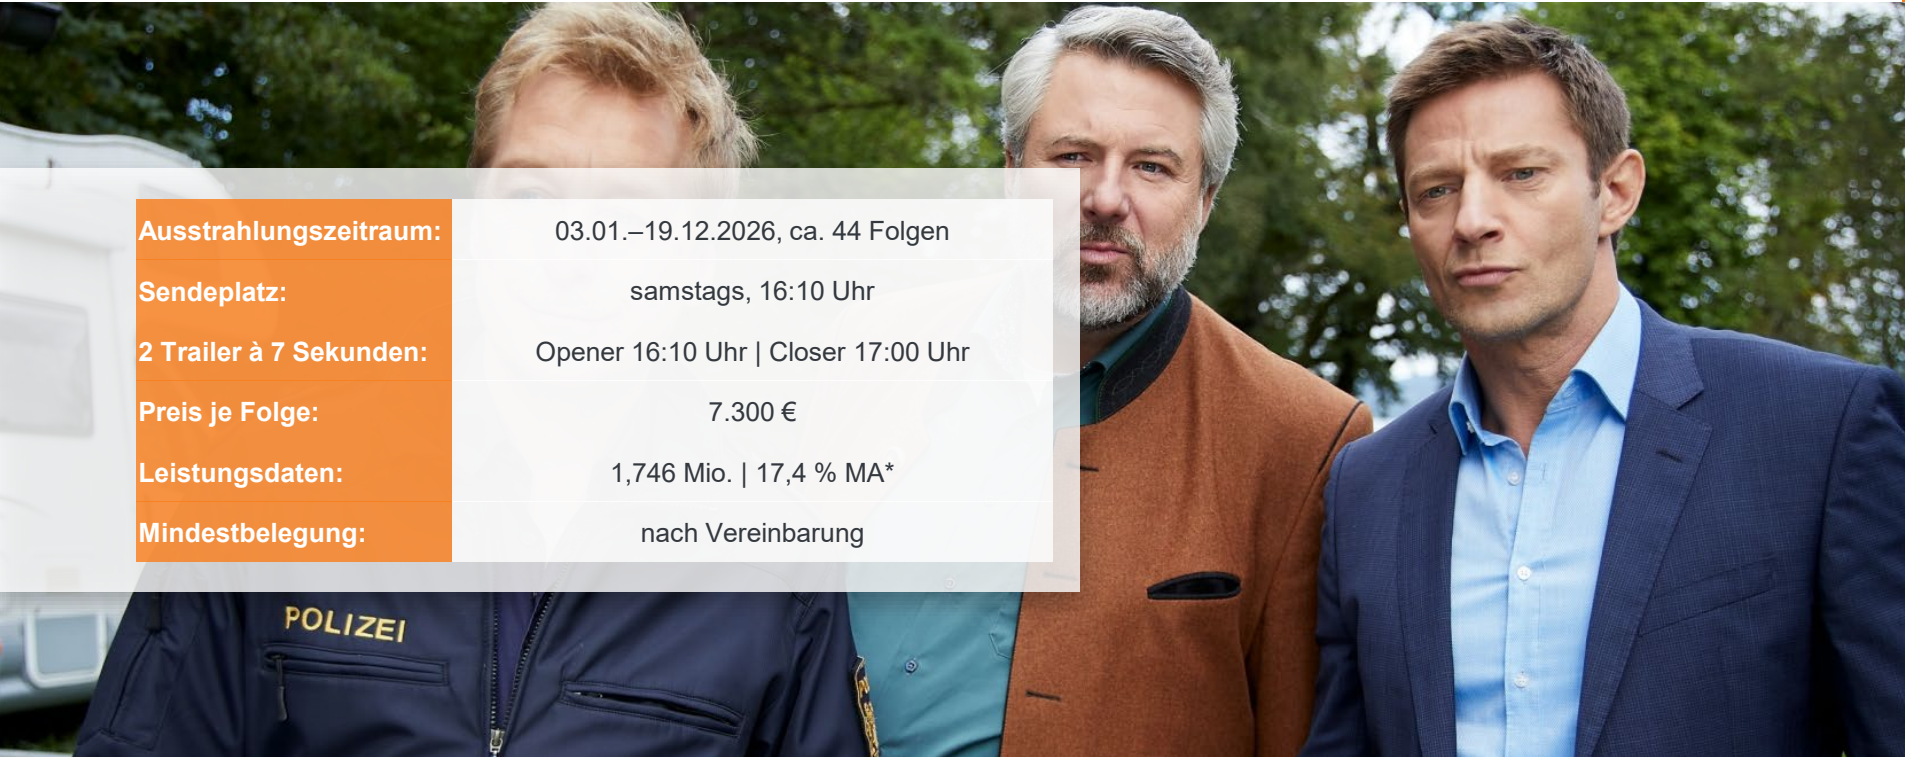 Ausstrahlungszeitraum: 03.01.–19.12.2026, ca. 44 Folgen
Sendeplatz: samstags, 16:10 Uhr
2 Trailer à 7 Sekunden: Opener 16:10 Uhr | Closer 17:00 Uhr
Preis je Folge: 7.300 €
Leistungsdaten: 1,746 Mio. | 17,4 % MA*
Mindestbelegung: nach Vereinbarung
POLIZEI